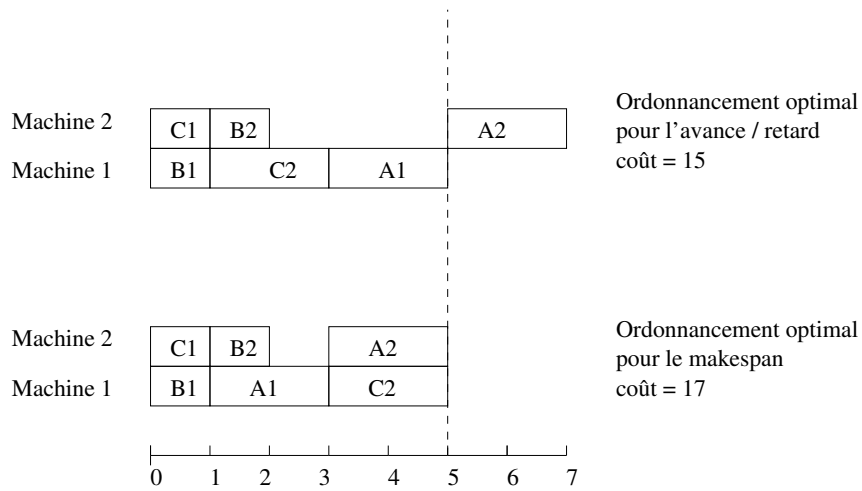 Machine 2 C1 B2 A2
Machine 1 B1 C2 A1
Ordonnancement optimal
pour l'avance / retard
coût = 15
Machine 2 C1 B2 A2
Machine 1 B1 A1 C2
Ordonnancement optimal
pour le makespan
coût = 17
0 1 2 3 4 5 6 7